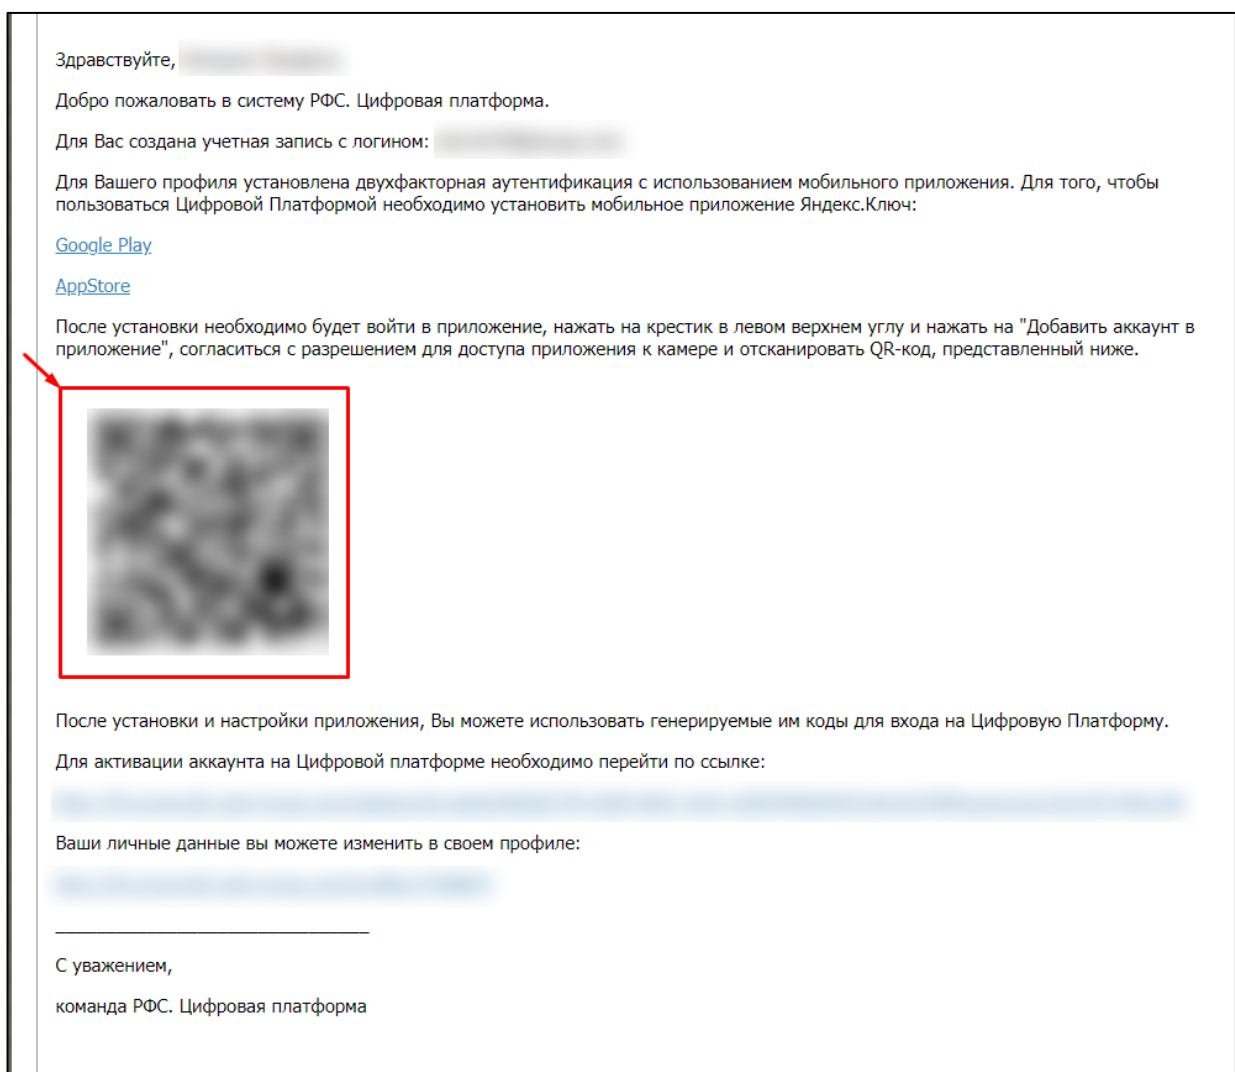 Здравствуйте,
Добро пожаловать в систему РФС. Цифровая платформа.
Для Вас создана учетная запись с логином:
Для Вашего профиля установлена двухфакторная аутентификация с использованием мобильного приложения. Для того, чтобы
пользоваться Цифровой Платформой необходимо установить мобильное приложение Яндекс.Ключ:
Google Play
AppStore
После установки необходимо будет войти в приложение, нажать на крестик в левом верхнем углу и нажать на "Добавить аккаунт в
приложение", согласиться с разрешением для доступа приложения к камере и отсканировать QR-код, представленный ниже.
После установки и настройки приложения, Вы можете использовать генерируемые им коды для входа на Цифровую Платформу.
Для активации аккаунта на Цифровой платформе необходимо перейти по ссылке:
Ваши личные данные вы можете изменить в своем профиле:
С уважением,
команда РФС. Цифровая платформа